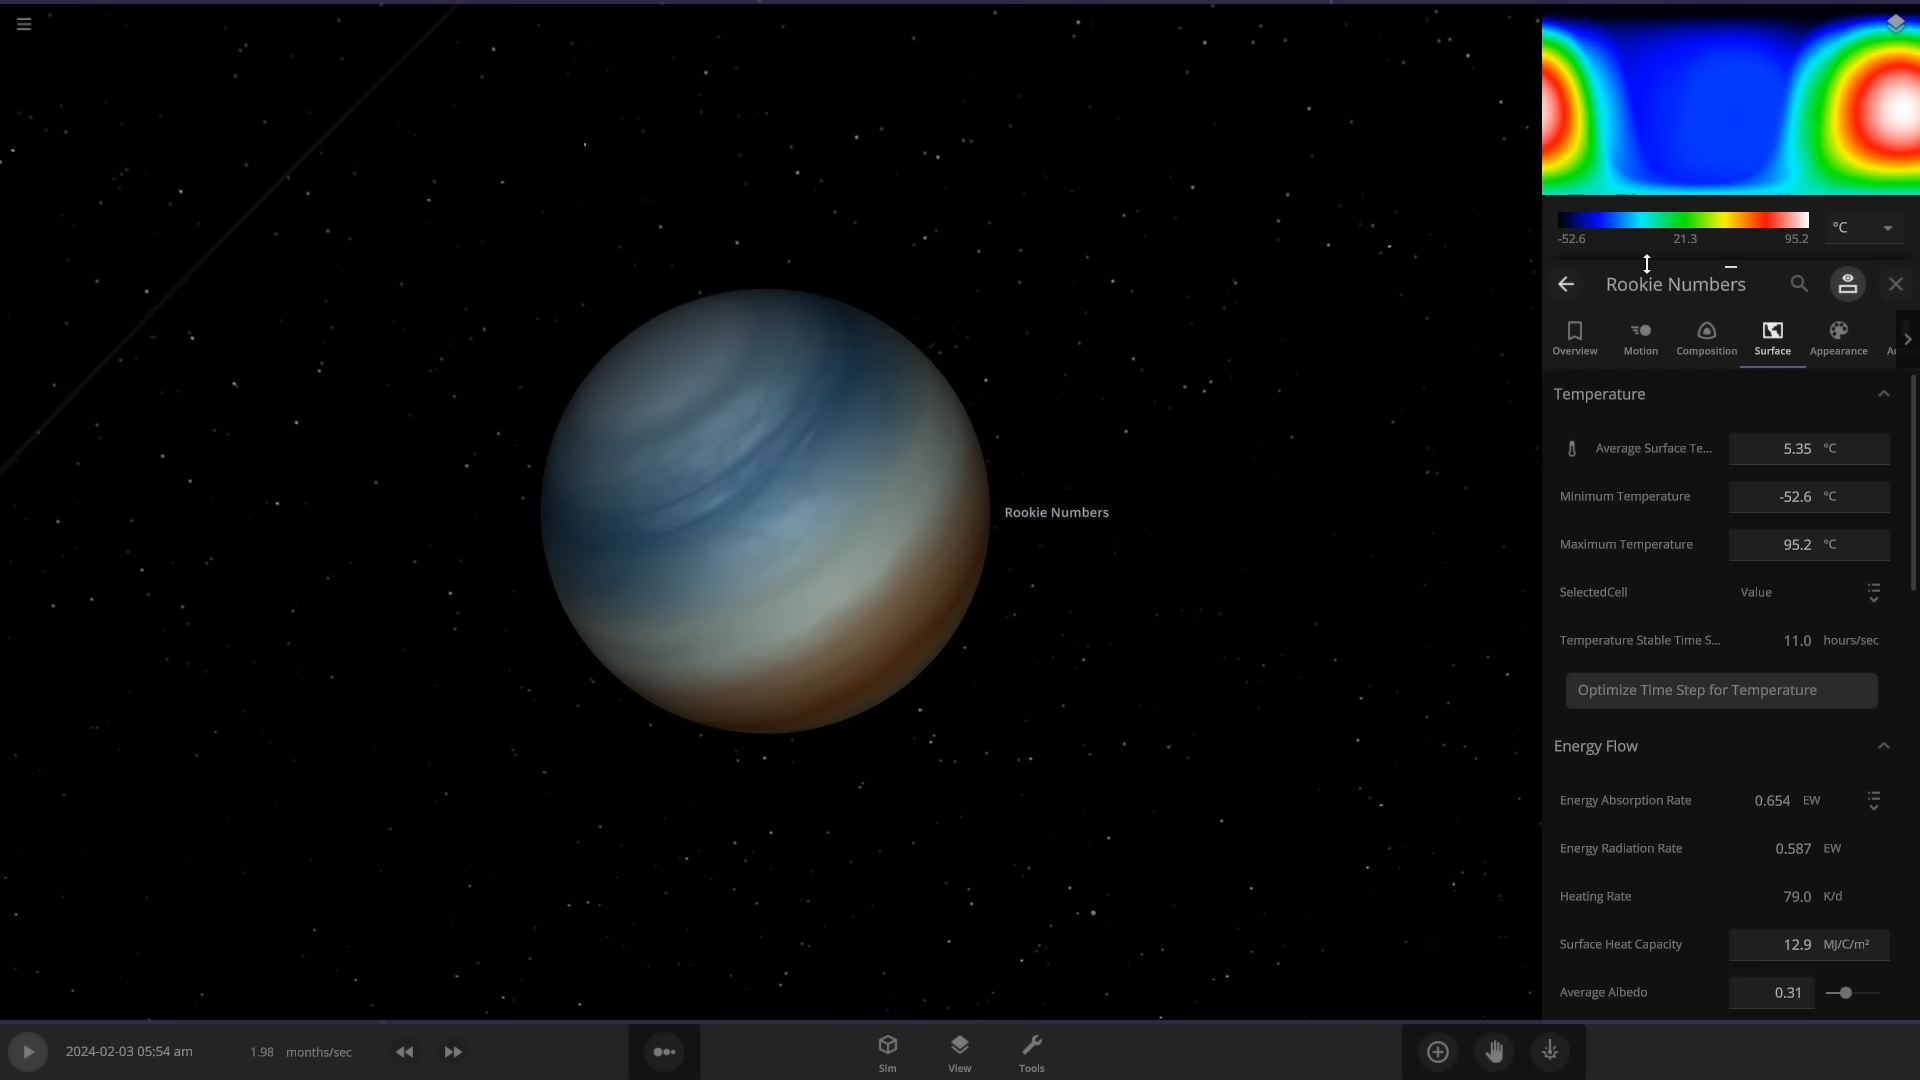 -52.6 21.3 95.2 °C
Rookie Numbers
Overview Motion Composition Surface Appearance
Temperature
Average Surface Te... 5.35 °C
Minimum Temperature -52.6 °C
Rookie Numbers
Maximum Temperature 95.2 °C
SelectedCell Value
Temperature Stable Time S... 11.0 hours/sec
Optimize Time Step for Temperature
Energy Flow
Energy Absorption Rate 0.654 EW
Energy Radiation Rate 0.587 EW
Heating Rate 79.0 K/d
Surface Heat Capacity 12.9 MJ/C/m²
Average Albedo 0.31
2024-02-03 05:54 am 1.98 months/sec
Sim View Tools